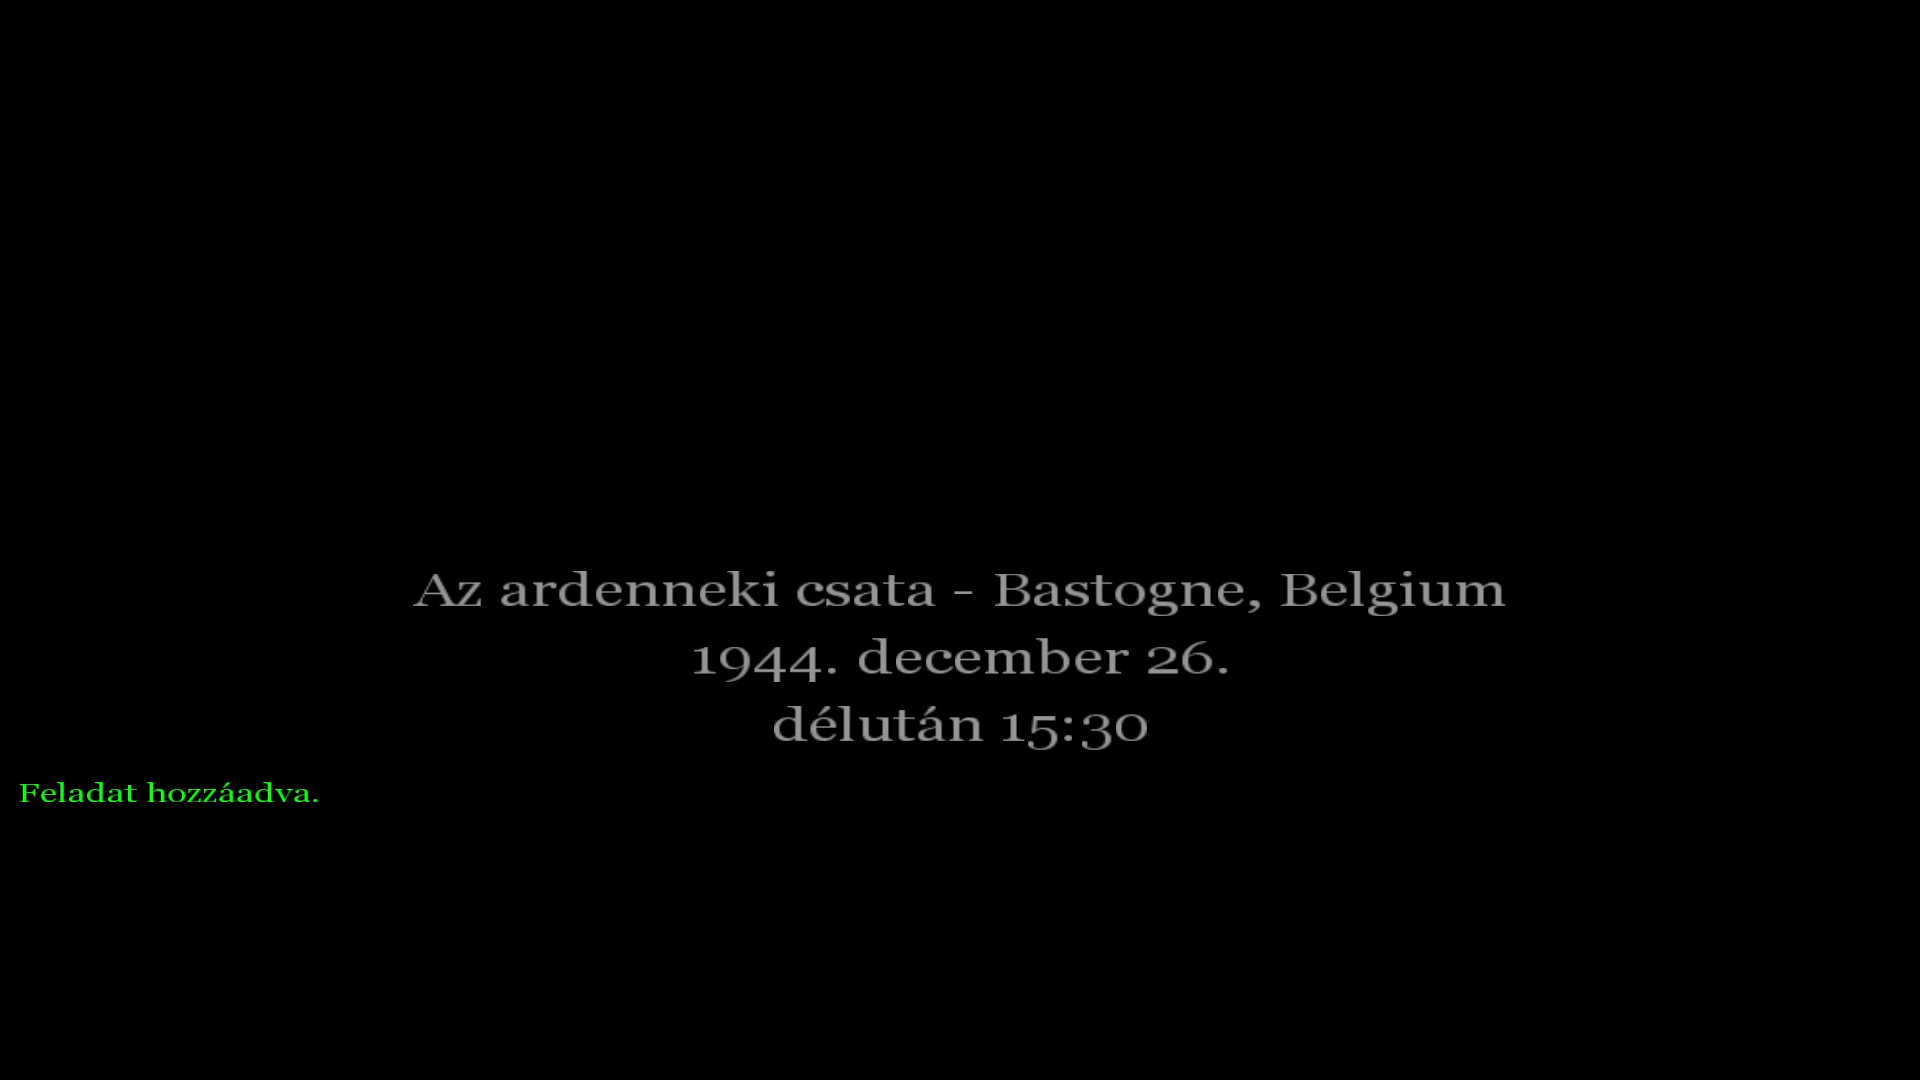 Az ardenneki csata - Bastogne, Belgium
1944. december 26.
délután 15:30
Feladat hozzáadva.